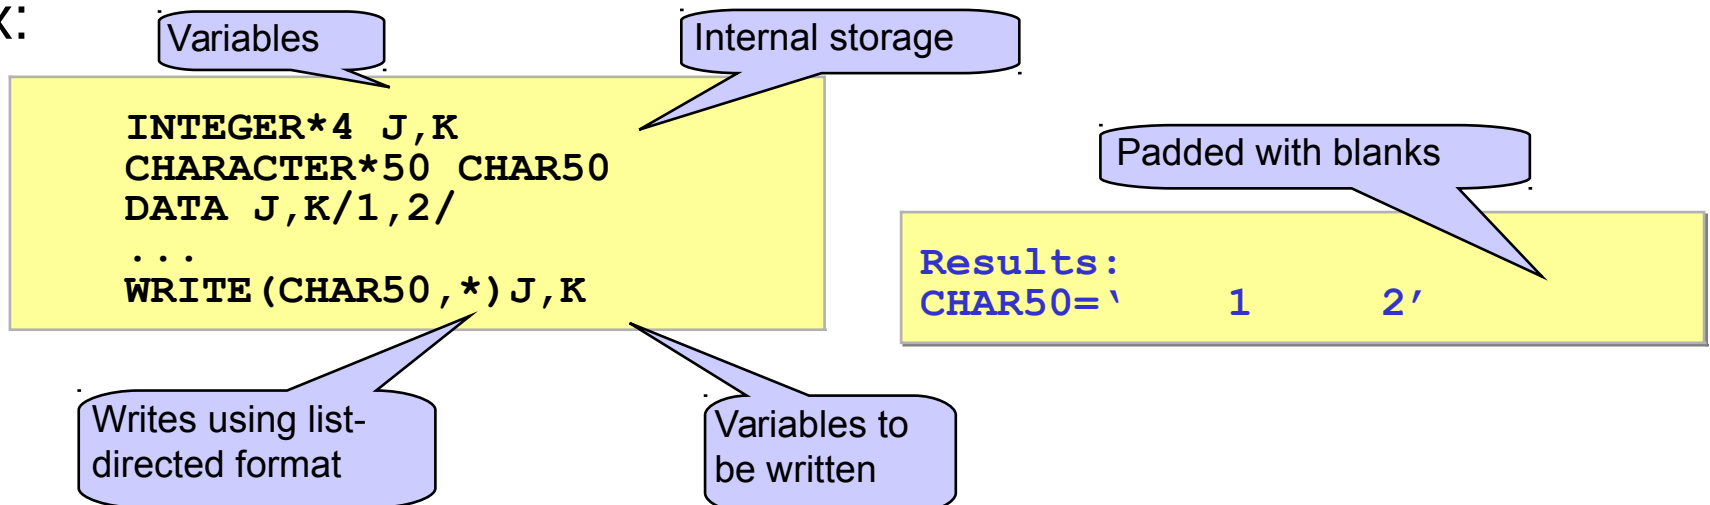 x:
Variables
Internal storage
INTEGER*4 J,K
CHARACTER*50 CHAR50
DATA J,K/1,2/
...
WRITE(CHAR50,*)J,K
Padded with blanks
Results:
CHAR50=‘     1       2’
Writes using list-
directed format
Variables to
be written